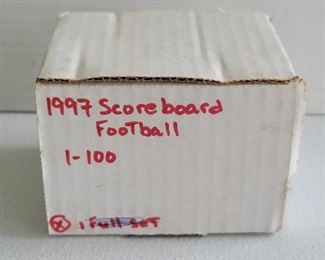 1997 Scoreboard
Football
1-100
X 1 Full SET